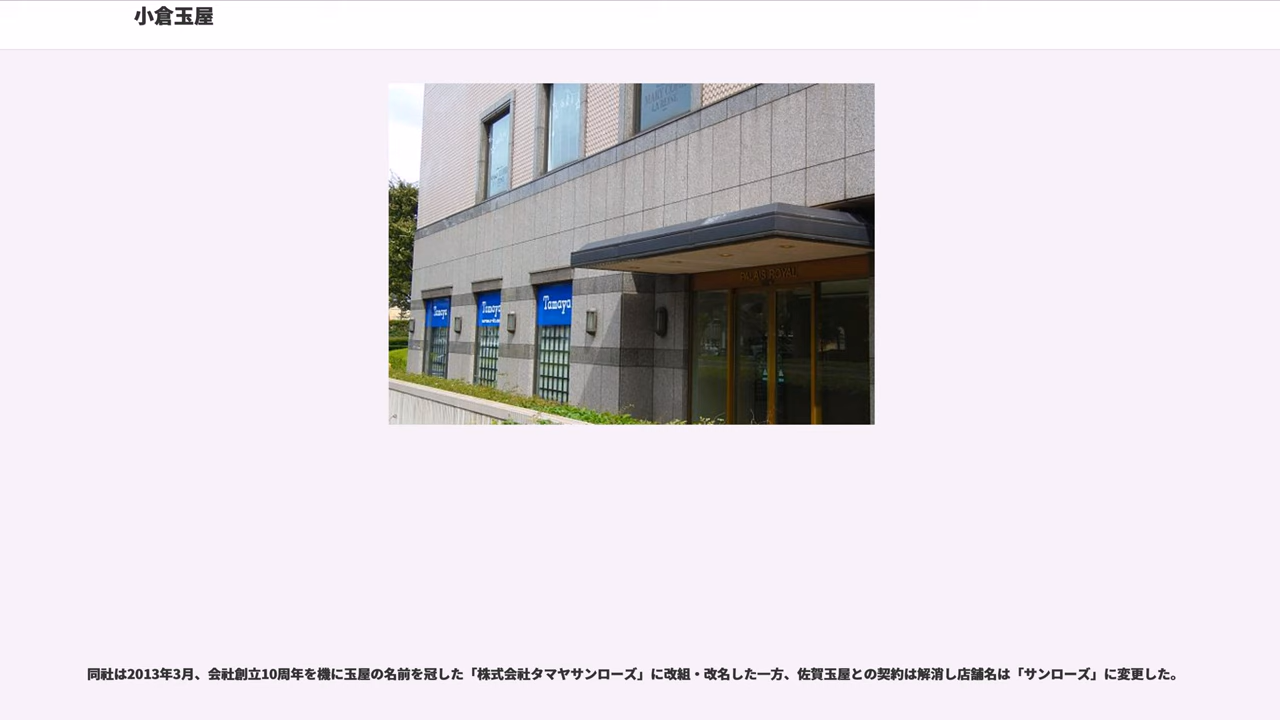 小倉玉屋
MARY QUANT
PALAIS ROYAL
Tamaya
Tamaya
Tamaya
同社は2013年3月、会社創立10周年を機に玉屋の名前を冠した「株式会社タマヤサンローズ」に改組・改名した一方、佐賀玉屋との契約は解消し店舗名は「サンローズ」に変更した。